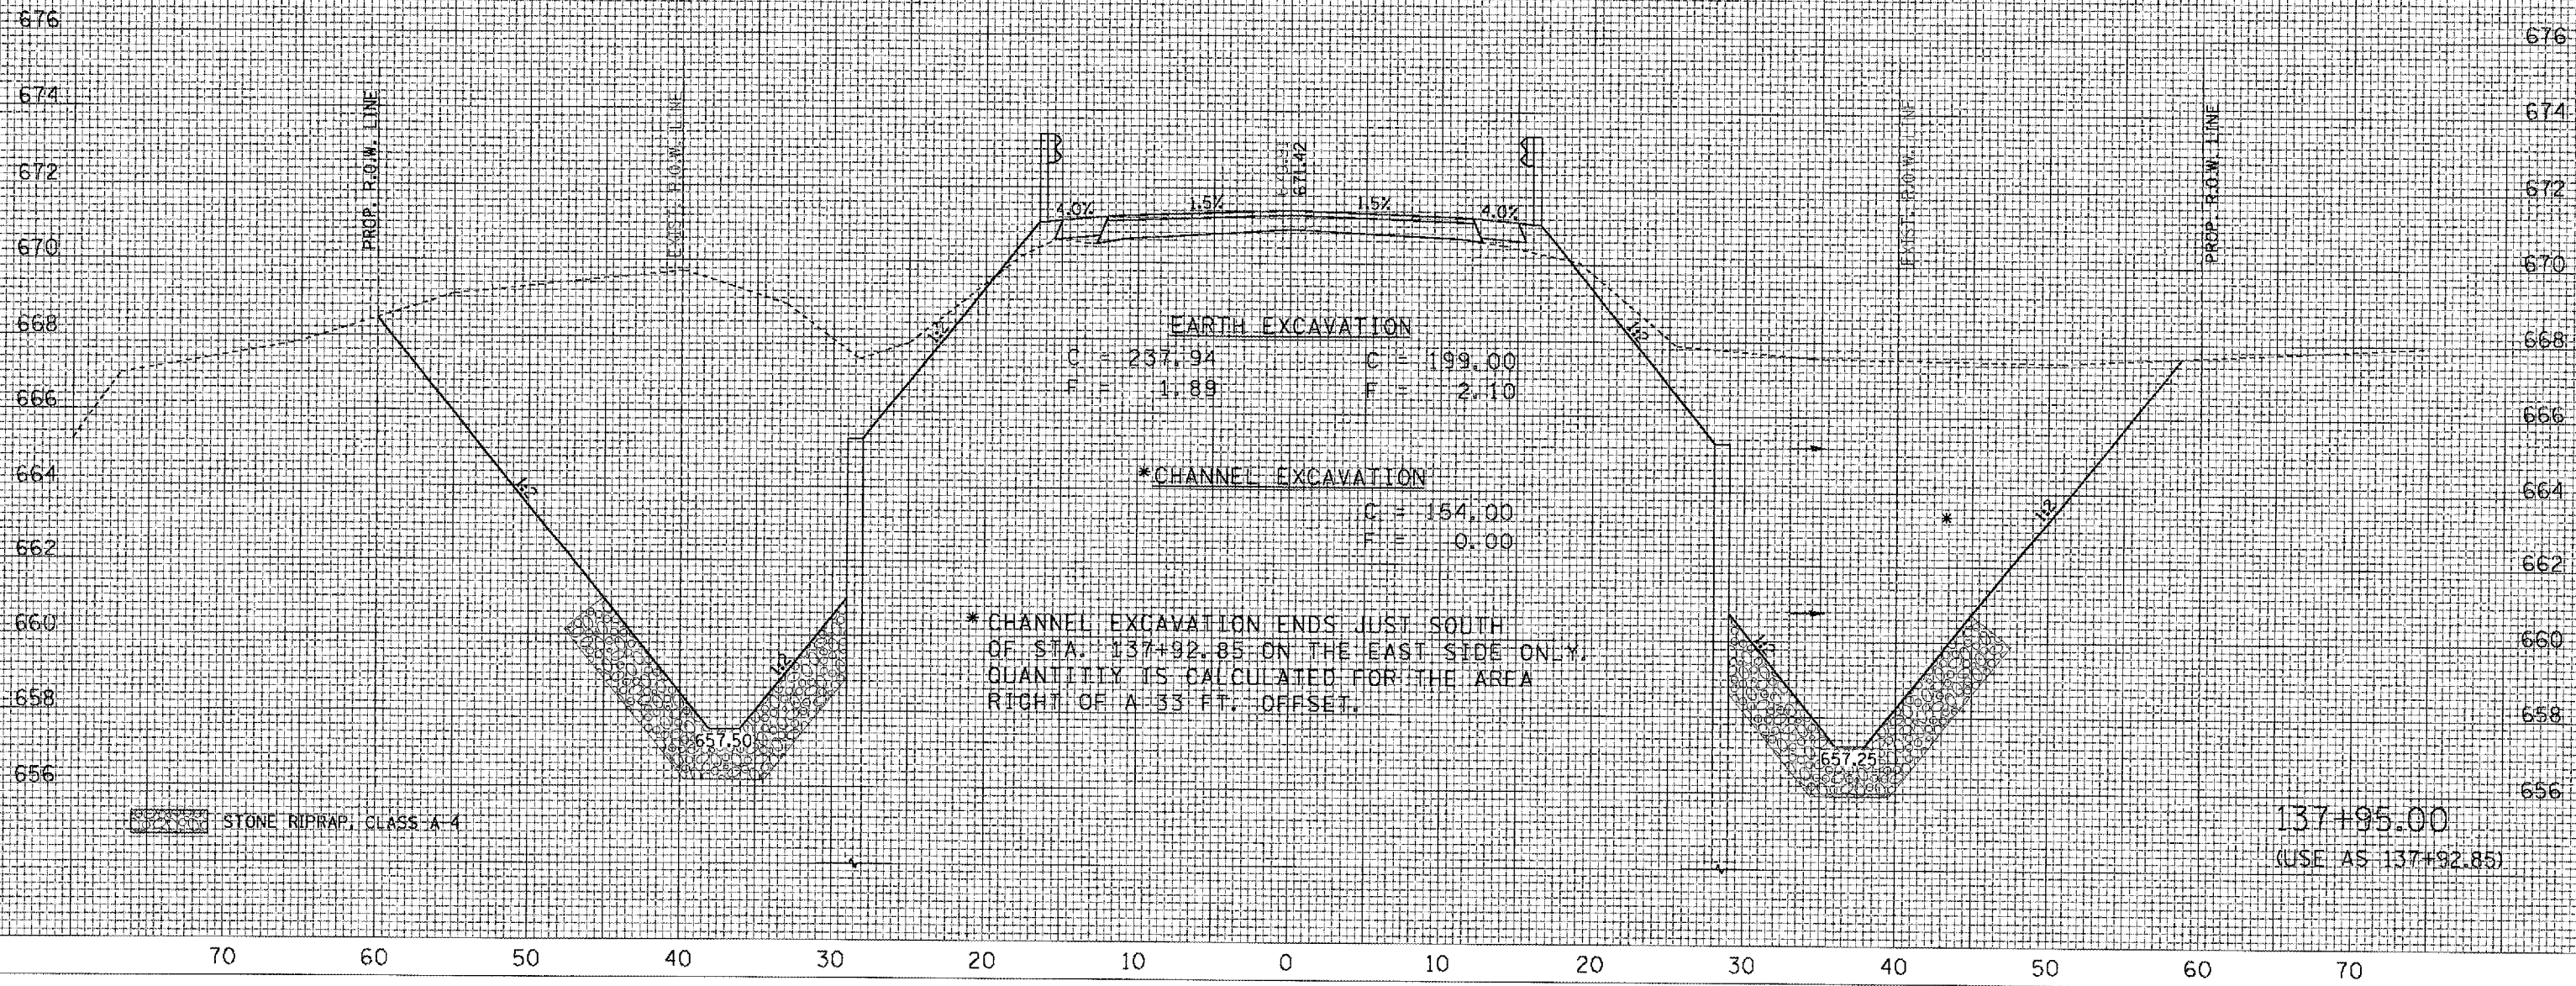 676
676
674
674
672
672
670
670
668
668
666
666
664
664
662
662
660
660
658
658
656
656
PROP. R.O.W. LINE
EXIST. R.O.W. LINE
671.42
EXIST. R.O.W. LINE
PROP. R.O.W. LINE
4.0% 1.5% 1.5% 4.0%
1:2
1:2
EARTH EXCAVATION
C = 237.94 C = 199.00
F = 1.89 F = 2.10
1:2
1:2
*CHANNEL EXCAVATION
C = 154.00
F = 0.00
*
1:2
1:2
* CHANNEL EXCAVATION ENDS JUST SOUTH
OF STA. 137+92.85 ON THE EAST SIDE ONLY.
QUANTITIY IS CALCULATED FOR THE AREA
RIGHT OF A 33 FT. OFFSET.
657.50
657.25
STONE RIPRAP, CLASS A-4
137+95.00
(USE AS 137+92.85)
70 60 50 40 30 20 10 0 10 20 30 40 50 60 70